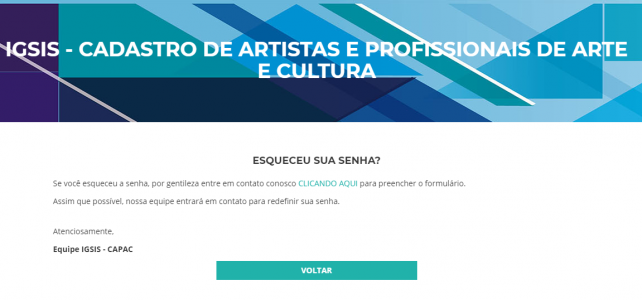 IGSIS - CADASTRO DE ARTISTAS E PROFISSIONAIS DE ARTE
E CULTURA
ESQUECEU SUA SENHA?
Se você esqueceu a senha, por gentileza entre em contato conosco CLICANDO AQUI para preencher o formulário.
Assim que possível, nossa equipe entrará em contato para redefinir sua senha.
Atenciosamente,
Equipe IGSIS - CAPAC
VOLTAR